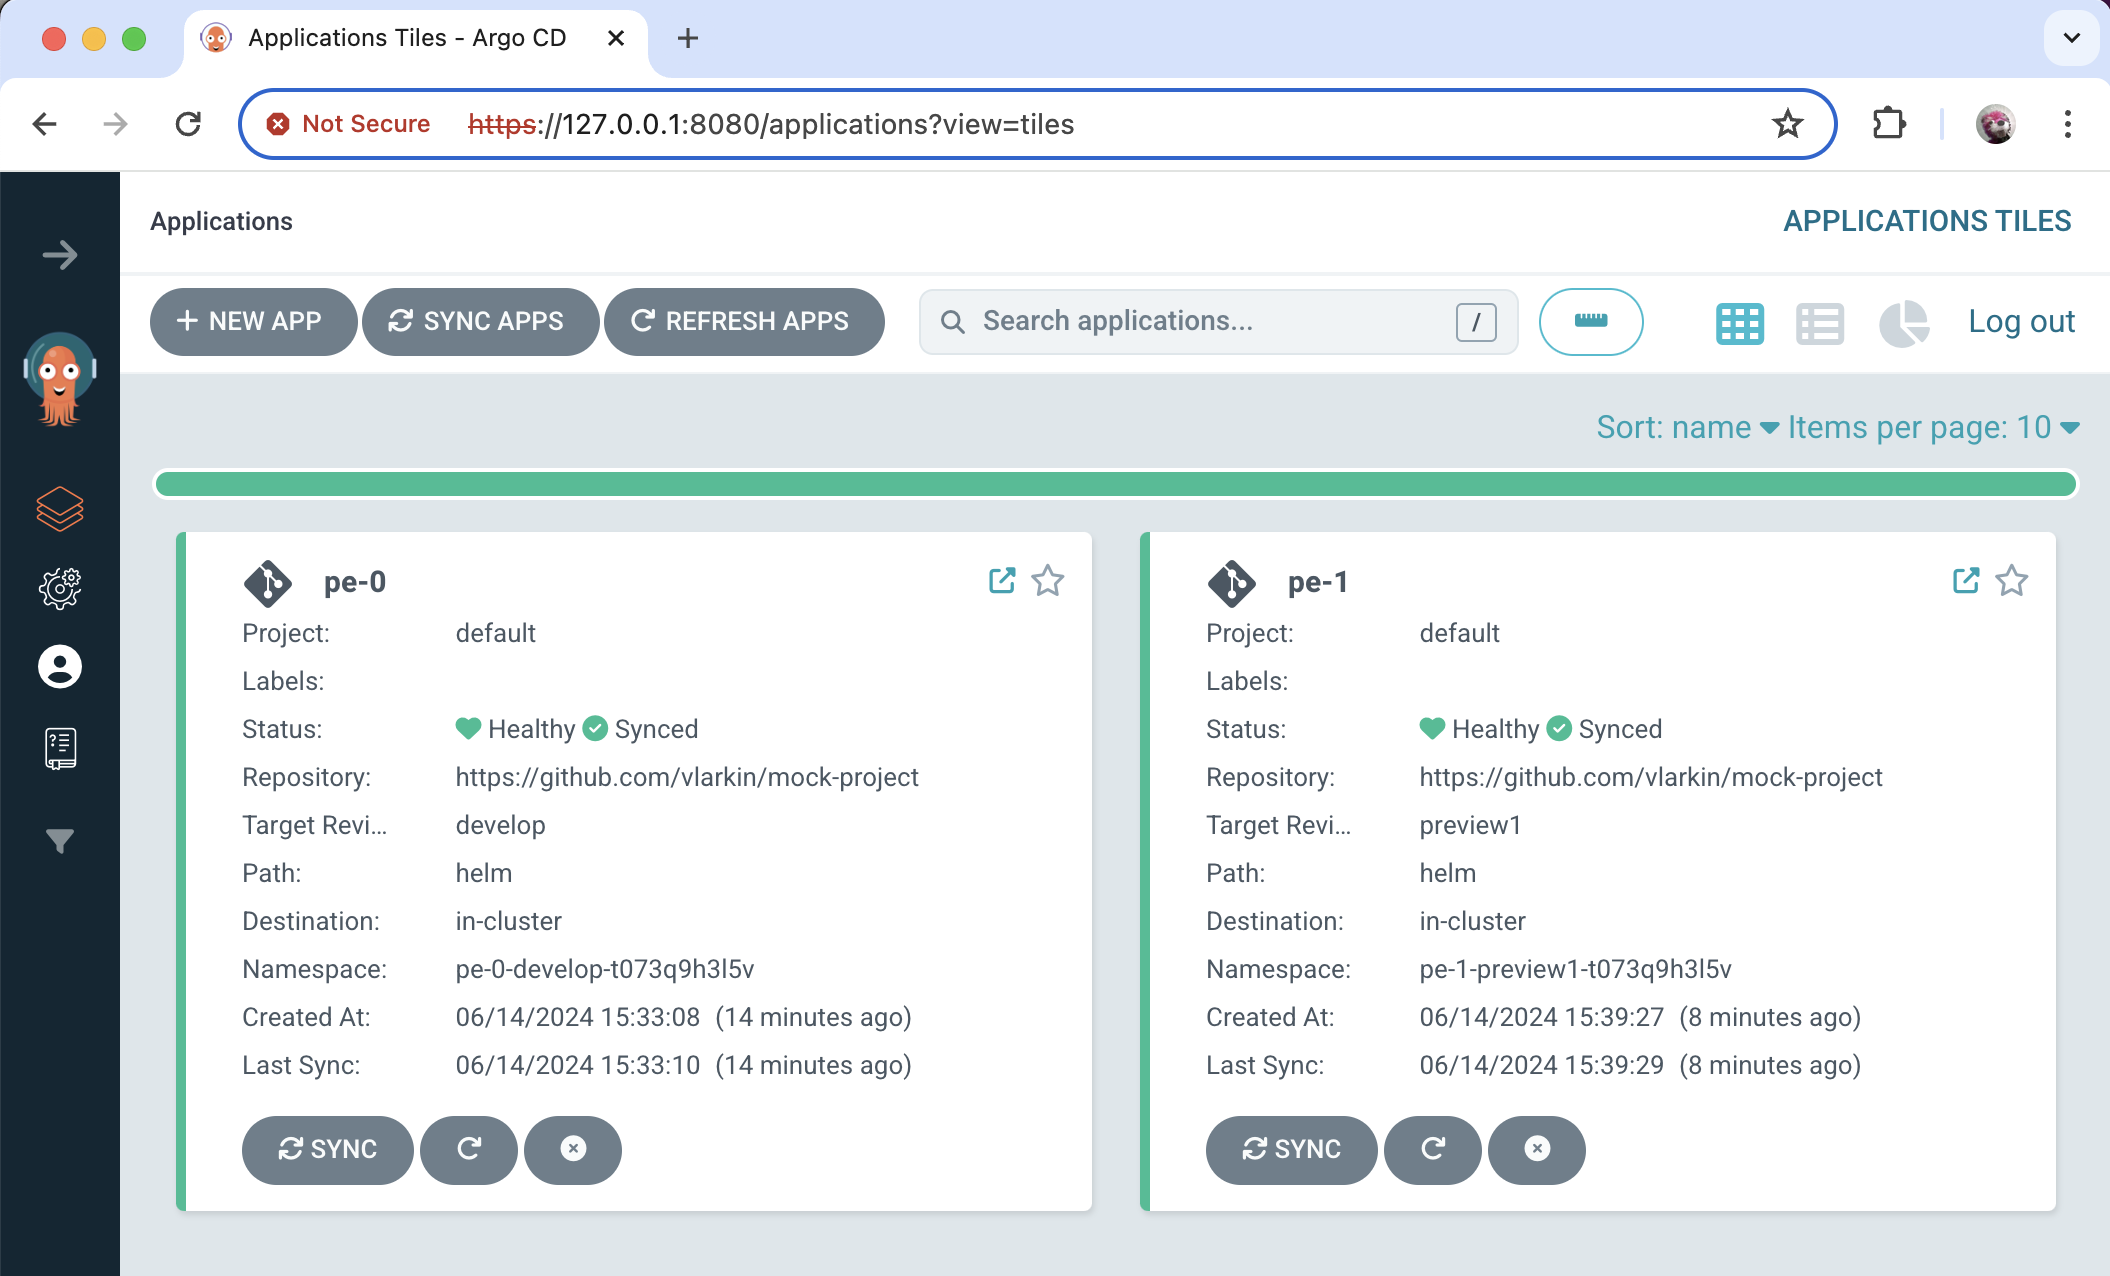 Applications Tiles - Argo CD
Not Secure https://127.0.0.1:8080/applications?view=tiles
Applications
APPLICATIONS TILES
NEW APP
SYNC APPS
REFRESH APPS
Search applications...
/
Log out
Sort: name Items per page: 10
pe-0
Project: default
Labels:
Status: Healthy Synced
Repository: https://github.com/vlarkin/mock-project
Target Revi... develop
Path: helm
Destination: in-cluster
Namespace: pe-0-develop-t073q9h3l5v
Created At: 06/14/2024 15:33:08 (14 minutes ago)
Last Sync: 06/14/2024 15:33:10 (14 minutes ago)
SYNC
pe-1
Project: default
Labels:
Status: Healthy Synced
Repository: https://github.com/vlarkin/mock-project
Target Revi... preview1
Path: helm
Destination: in-cluster
Namespace: pe-1-preview1-t073q9h3l5v
Created At: 06/14/2024 15:39:27 (8 minutes ago)
Last Sync: 06/14/2024 15:39:29 (8 minutes ago)
SYNC